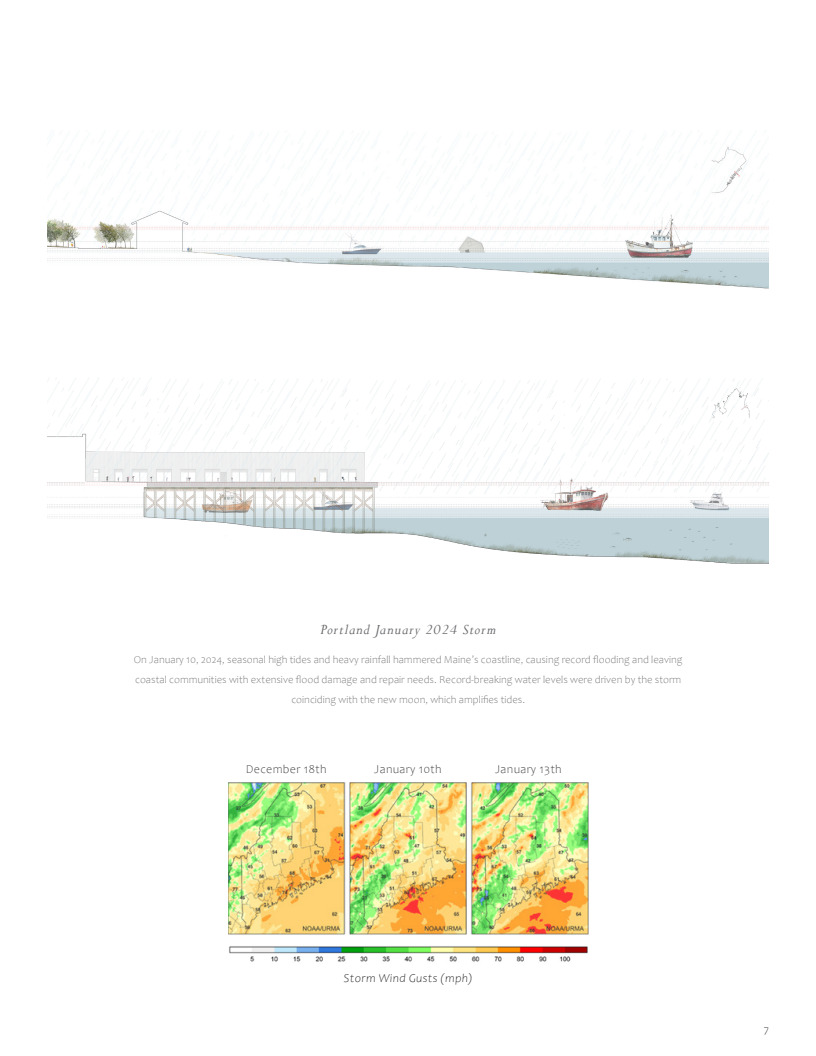 Portland January 2024 Storm
On January 10, 2024, seasonal high tides and heavy rainfall hammered Maine's coastline, causing record flooding and leaving
coastal communities with extensive flood damage and repair needs. Record-breaking water levels were driven by the storm
coinciding with the new moon, which amplifies tides.
December 18th January 10th January 13th
NOAA/URMA NOAA/URMA NOAA/URMA
5 10 15 20 25 30 35 40 45 50 60 70 80 90 100
Storm Wind Gusts (mph)
7